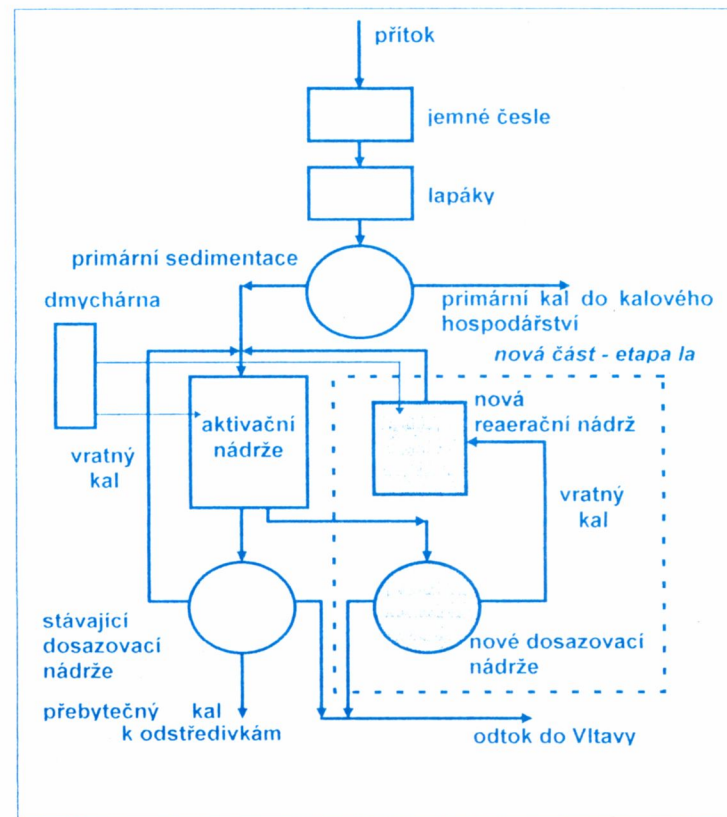 přítok
jemné česle
lapáky
primární sedimentace
dmychárna
primární kal do kalového
hospodářství
nová část - etapa Ia
aktivační
nádrže
nová
reaerační nádrž
vratný
kal
vratný
kal
stávající
dosazovací
nádrže
nové dosazovací
nádrže
přebytečný kal
k odstředivkám
odtok do Vltavy